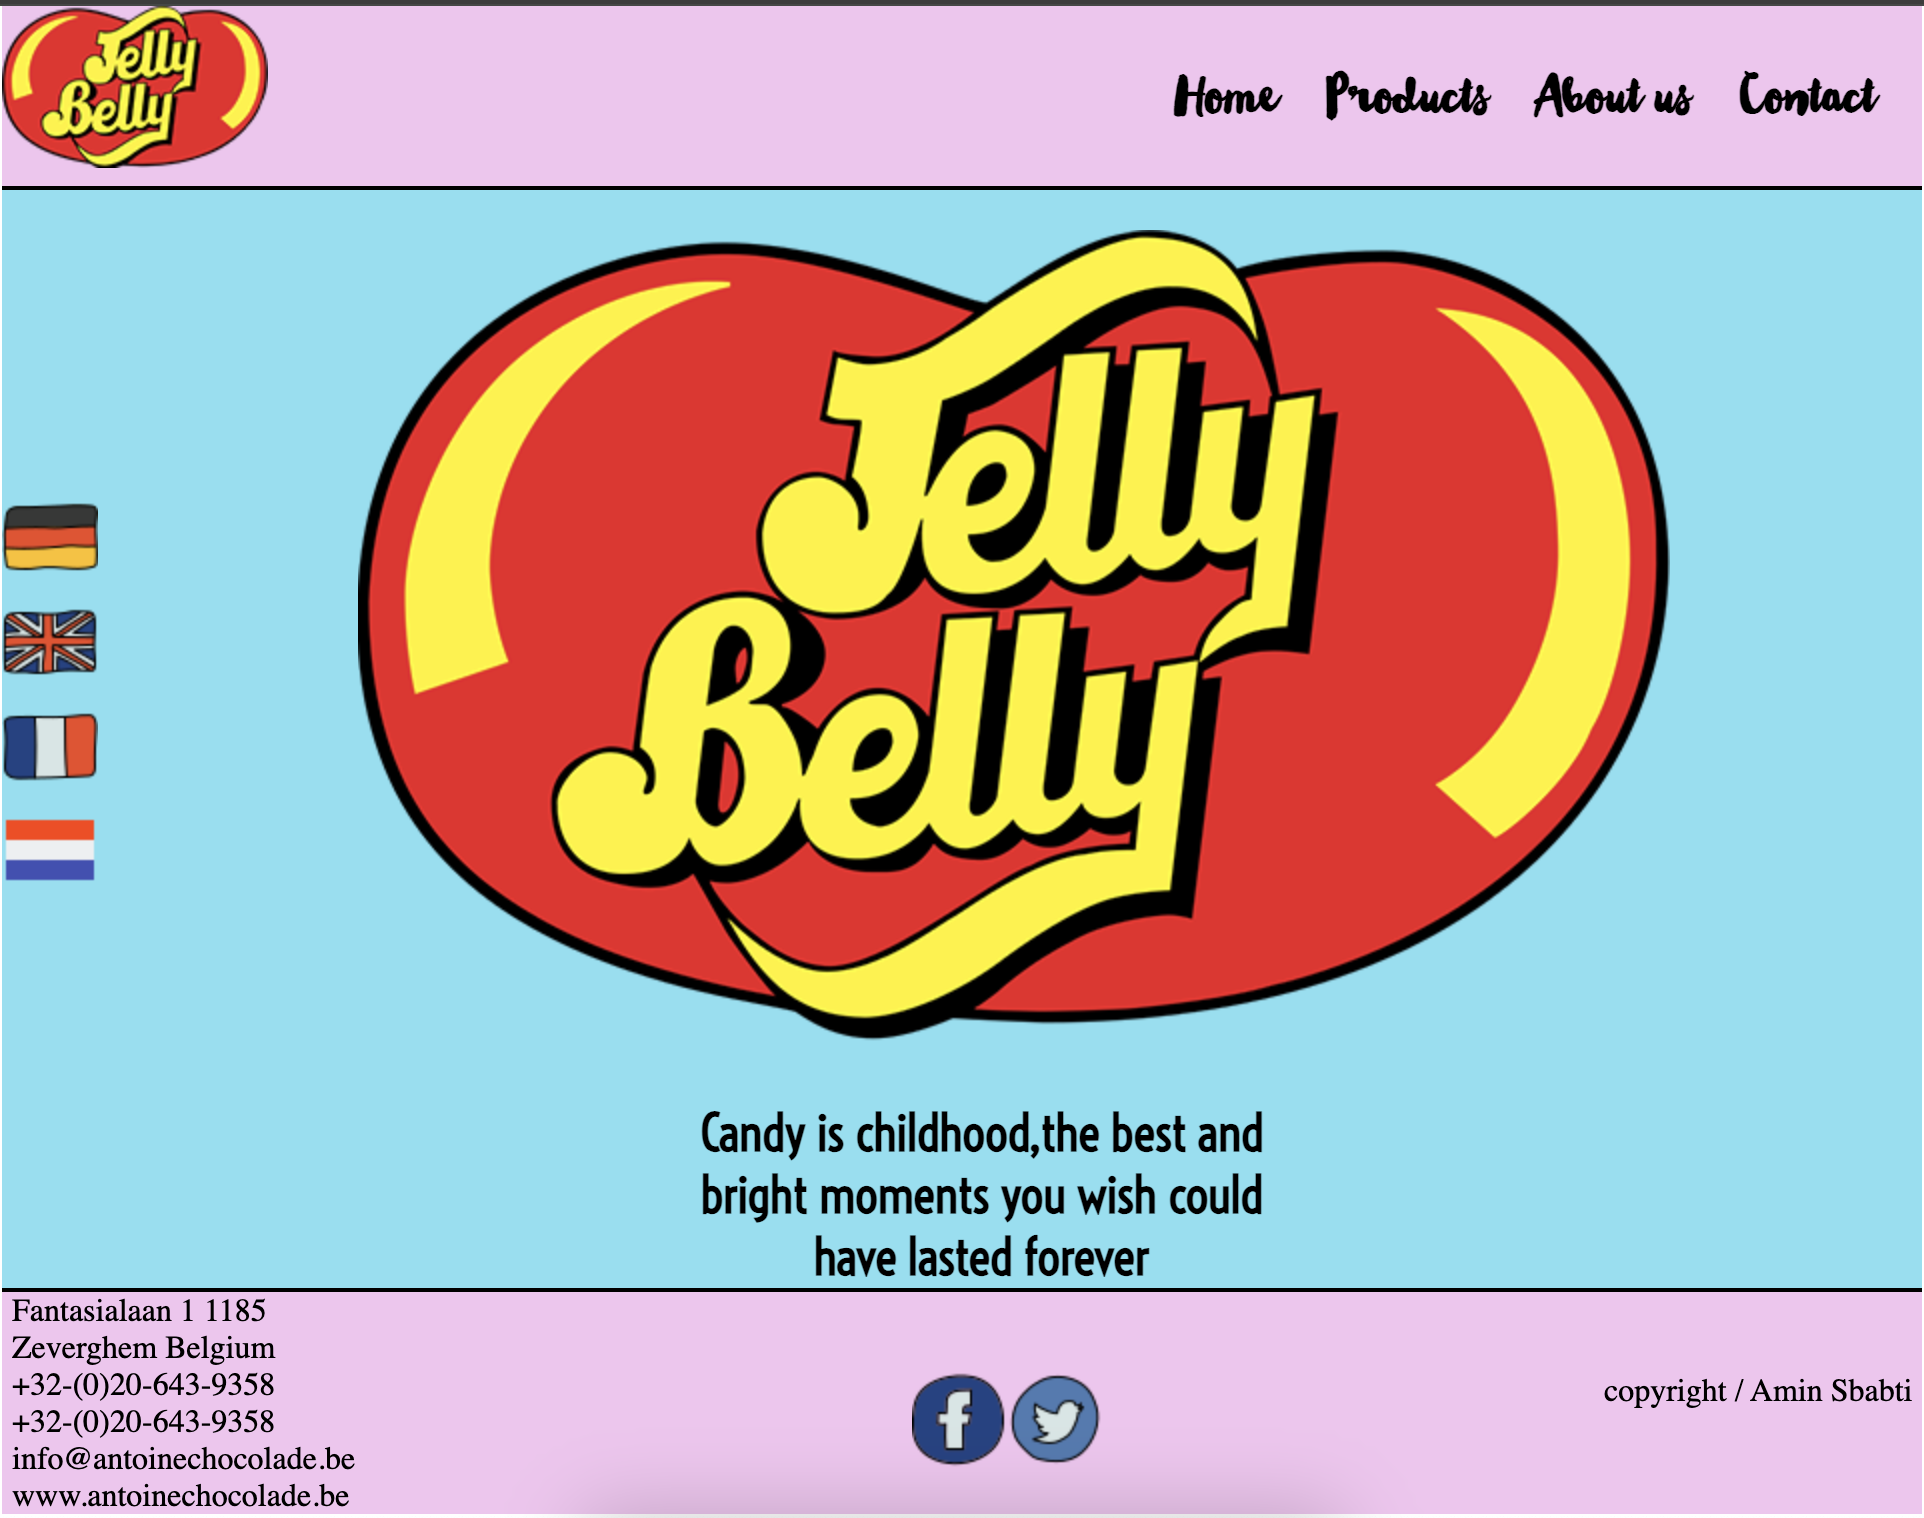 Jelly
Belly
Home Products About us Contact
Jelly
Belly
Candy is childhood,the best and
bright moments you wish could
have lasted forever
Fantasialaan 1 1185
Zeverghem Belgium
+32-(0)20-643-9358
+32-(0)20-643-9358
info@antoinechocolade.be
www.antoinechocolade.be
f
copyright / Amin Sbabti